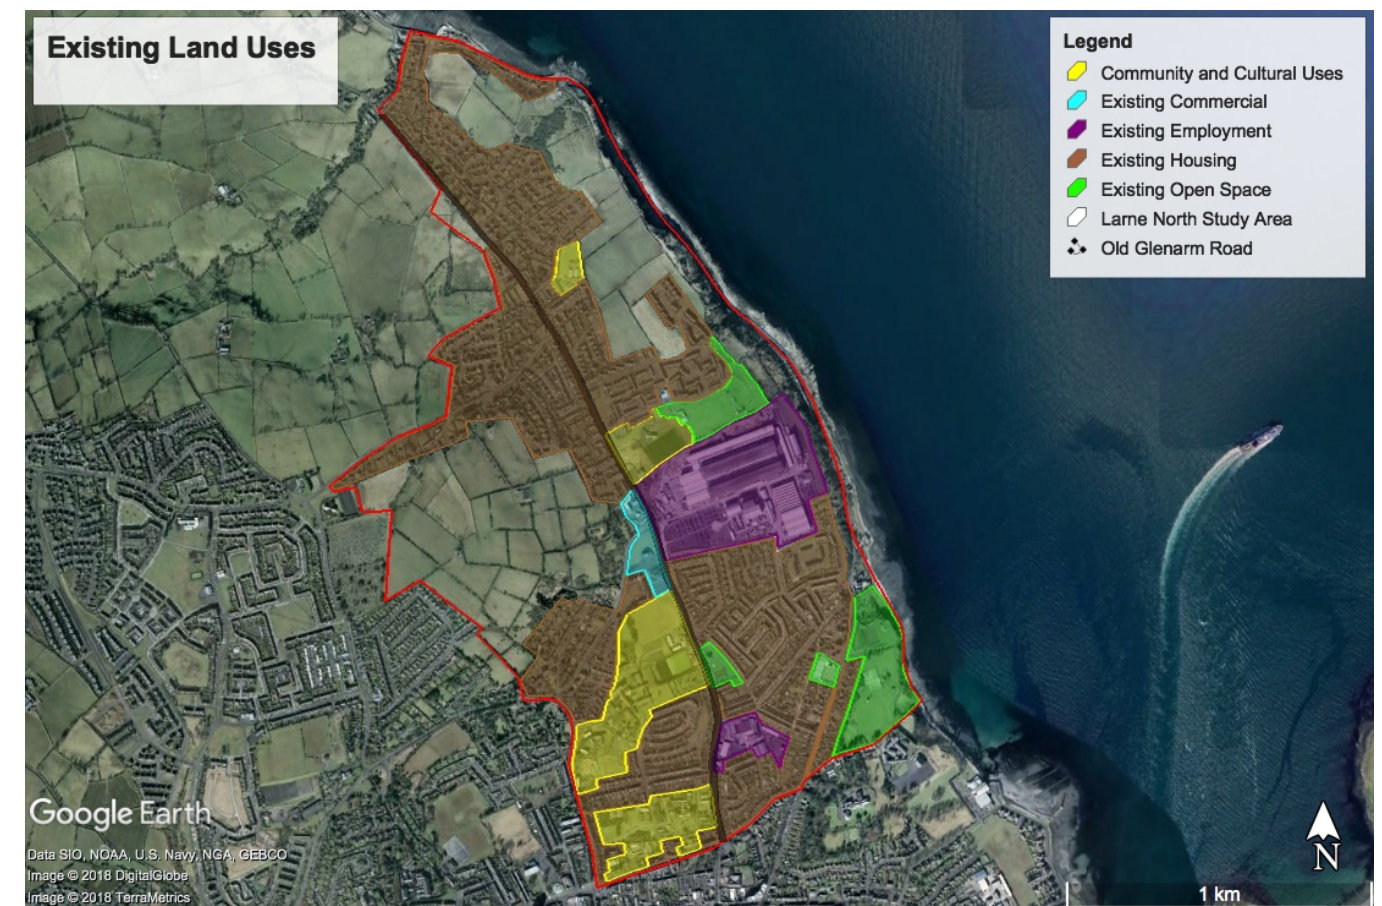 Existing Land Uses
Legend
Community and Cultural Uses
Existing Commercial
Existing Employment
Existing Housing
Existing Open Space
Larne North Study Area
Old Glenarm Road
Google Earth
Data SIO, NOAA, U.S. Navy, NGA, GEBCO
Image © 2018 DigitalGlobe
Image © 2018 TerraMetrics
N
1 km